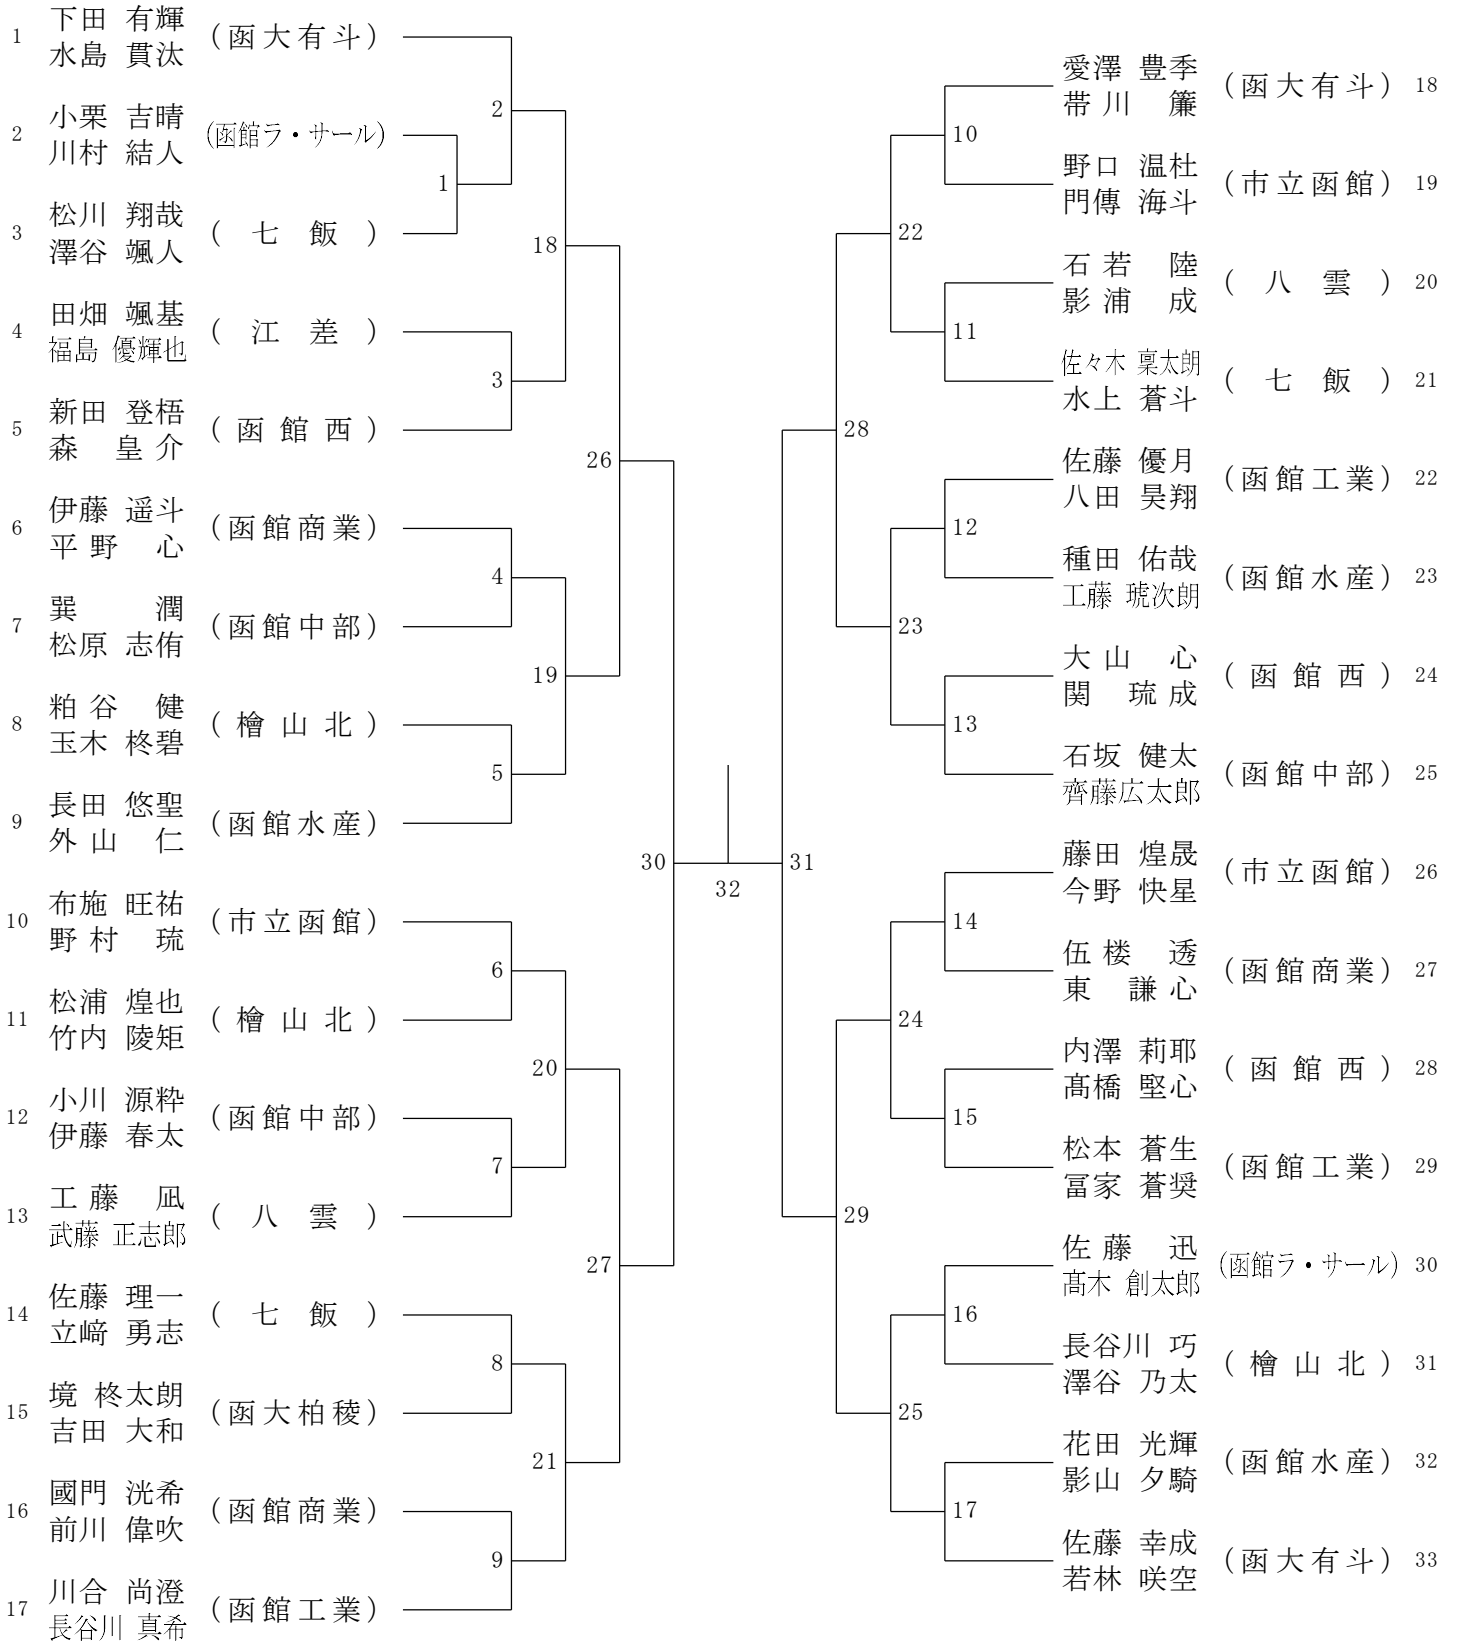 1 下田 有輝 (函大有斗)
水島 貫汰
2 小栗 吉晴 (函館ラ・サール)
川村 結人
3 松川 翔哉 (七飯)
澤谷 颯人
4 田畑 颯基 (江差)
福島 優輝也
5 新田 登梧 (函館西)
森 皇介
6 伊藤 遥斗 (函館商業)
平野 心
7 巽 潤 (函館中部)
松原 志侑
8 粕谷 健 (檜山北)
玉木 柊碧
9 長田 悠聖 (函館水産)
外山 仁
10 布施 旺祐 (市立函館)
野村 琉
11 松浦 煌也 (檜山北)
竹内 陵矩
12 小川 源粋 (函館中部)
伊藤 春太
13 工藤 凪 (八雲)
武藤 正志郎
14 佐藤 理一 (七飯)
立﨑 勇志
15 境 柊太朗 (函大柏稜)
吉田 大和
16 國門 洸希 (函館商業)
前川 偉吹
17 川合 尚澄 (函館工業)
長谷川 真希
2
1
18
3
26
4
19
5
30
6
20
7
27
8
21
9
32
31
10
22
11
28
12
23
13
14
24
15
29
16
25
17
愛澤 豊季 (函大有斗) 18
帯川 簾
野口 温杜 (市立函館) 19
門傳 海斗
石若 陸 (八雲) 20
影浦 成
佐々木 稟太朗 (七飯) 21
水上 蒼斗
佐藤 優月 (函館工業) 22
八田 昊翔
種田 佑哉 (函館水産) 23
工藤 琥次朗
大山 心 (函館西) 24
関 琉成
石坂 健太 (函館中部) 25
齊藤広太郎
藤田 煌晟 (市立函館) 26
今野 快星
伍楼 透 (函館商業) 27
東 謙心
内澤 莉耶 (函館西) 28
髙橋 堅心
松本 蒼生 (函館工業) 29
冨家 蒼奨
佐藤 迅 (函館ラ・サール) 30
髙木 創太郎
長谷川 巧 (檜山北) 31
澤谷 乃太
花田 光輝 (函館水産) 32
影山 夕騎
佐藤 幸成 (函大有斗) 33
若林 咲空